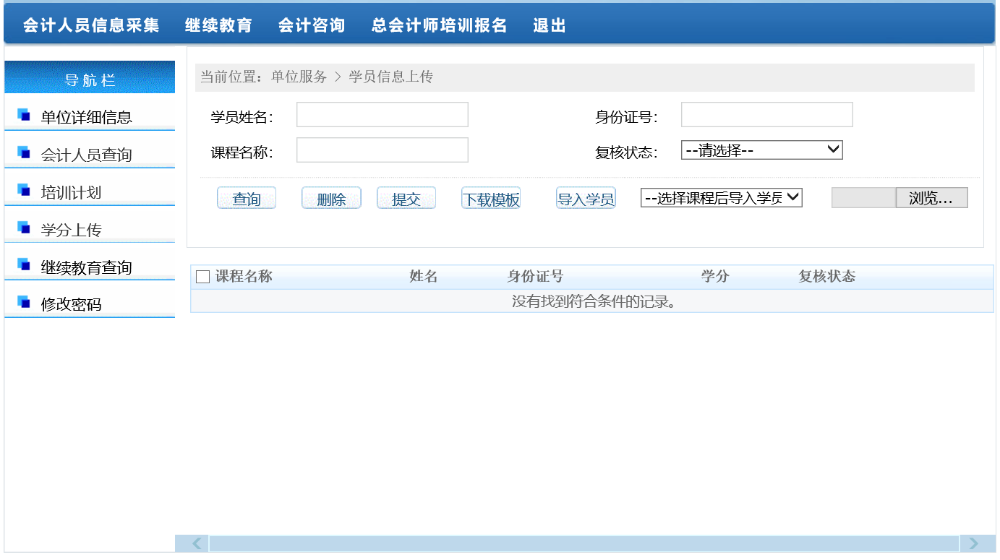 会计人员信息采集 继续教育 会计咨询 总会计师培训报名 退出
导航栏
单位详细信息
会计人员查询
培训计划
学分上传
继续教育查询
修改密码
当前位置：单位服务 > 学员信息上传
学员姓名： 身份证号：
课程名称： 复核状态： --请选择--
查询 删除 提交 下载模板 导入学员 --选择课程后导入学员 浏览...
课程名称 姓名 身份证号 学分 复核状态
没有找到符合条件的记录。